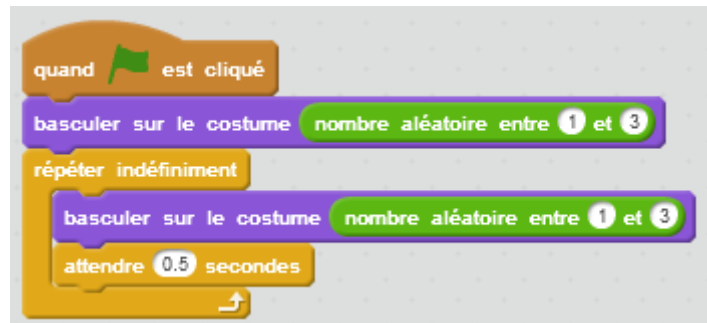 quand est cliqué
basculer sur le costume nombre aléatoire entre 1 et 3
répéter indéfiniment
basculer sur le costume nombre aléatoire entre 1 et 3
attendre 0.5 secondes